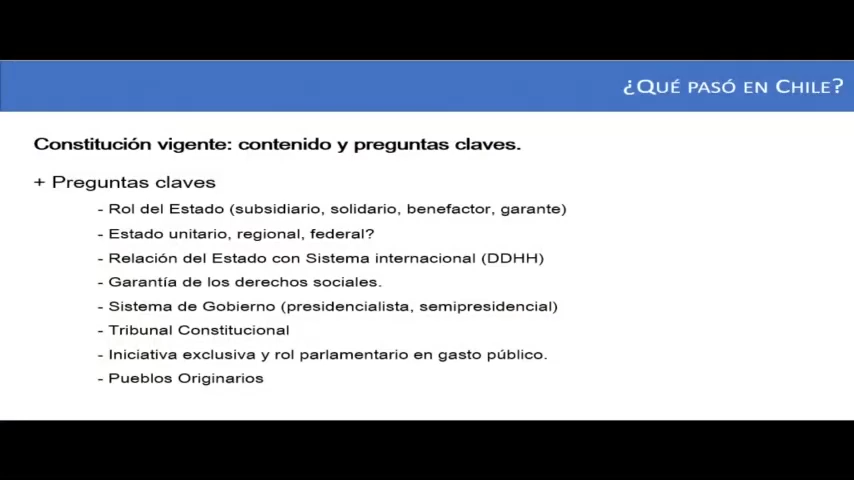 ¿QUÉ PASÓ EN CHILE?
Constitución vigente: contenido y preguntas claves.
+ Preguntas claves
- Rol del Estado (subsidiario, solidario, benefactor, garante)
- Estado unitario, regional, federal?
- Relación del Estado con Sistema internacional (DDHH)
- Garantía de los derechos sociales.
- Sistema de Gobierno (presidencialista, semipresidencial)
- Tribunal Constitucional
- Iniciativa exclusiva y rol parlamentario en gasto público.
- Pueblos Originarios